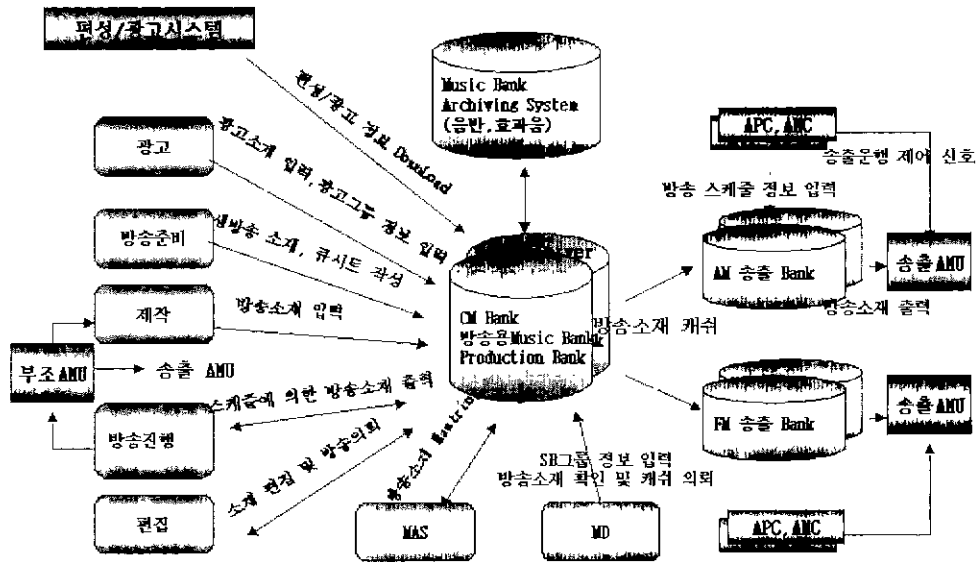 편성/광고시스템
Music Bank
Archiving System
(음반,효과음)
편성/광고 정보 Download
APC, AMC
송출운행 제어 신호
광고
광고소재 입력, 광고그룹 정보 입력
방송 스케줄 정보 입력
방송준비
생방송 소재, 큐시트 작성
AM 송출 Bank
송출AMU
방송소재 출력
제작
방송소재 입력
CM Bank
방송용Music Bank
Production Bank
방송소재 캐쉬
부조AMU
송출 AMU
스케줄에 의한 방송소재 출력
방송진행
FM 송출 Bank
송출AMU
소재 편집 및 방송의뢰
방송소재
SB그룹 정보 입력
방송소재 확인 및 캐쉬 의뢰
편집
MAS
MD
APC, AMC